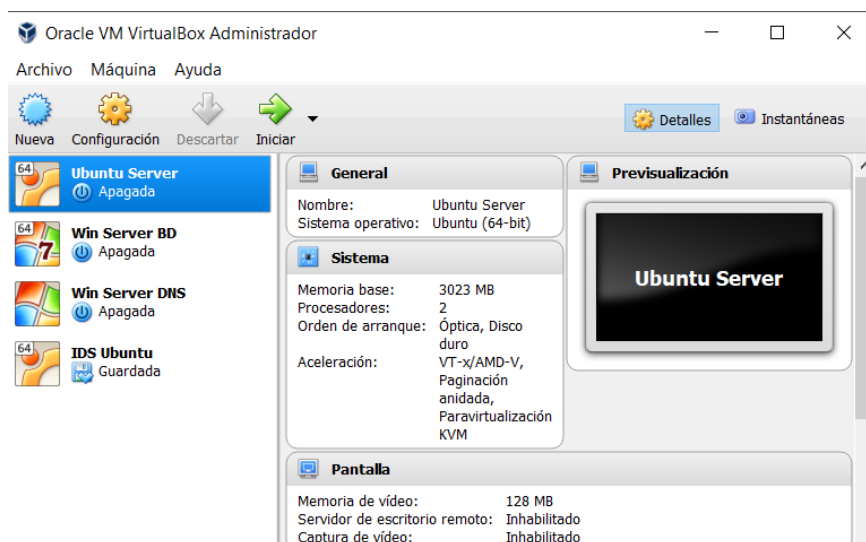 Oracle VM VirtualBox Administrador
Archivo Máquina Ayuda
Nueva Configuración Descartar Iniciar
Detalles Instantáneas
64
Ubuntu Server
Apagada
64
7
Win Server BD
Apagada
Win Server DNS
Apagada
64
IDS Ubuntu
Guardada
General
Nombre: Ubuntu Server
Sistema operativo: Ubuntu (64-bit)
Sistema
Memoria base: 3023 MB
Procesadores: 2
Orden de arranque: Óptica, Disco
duro
Aceleración: VT-x/AMD-V,
Paginación
anidada,
Paravirtualización
KVM
Previsualización
Ubuntu Server
Pantalla
Memoria de vídeo: 128 MB
Servidor de escritorio remoto: Inhabilitado
Captura de vídeo: Inhabilitado